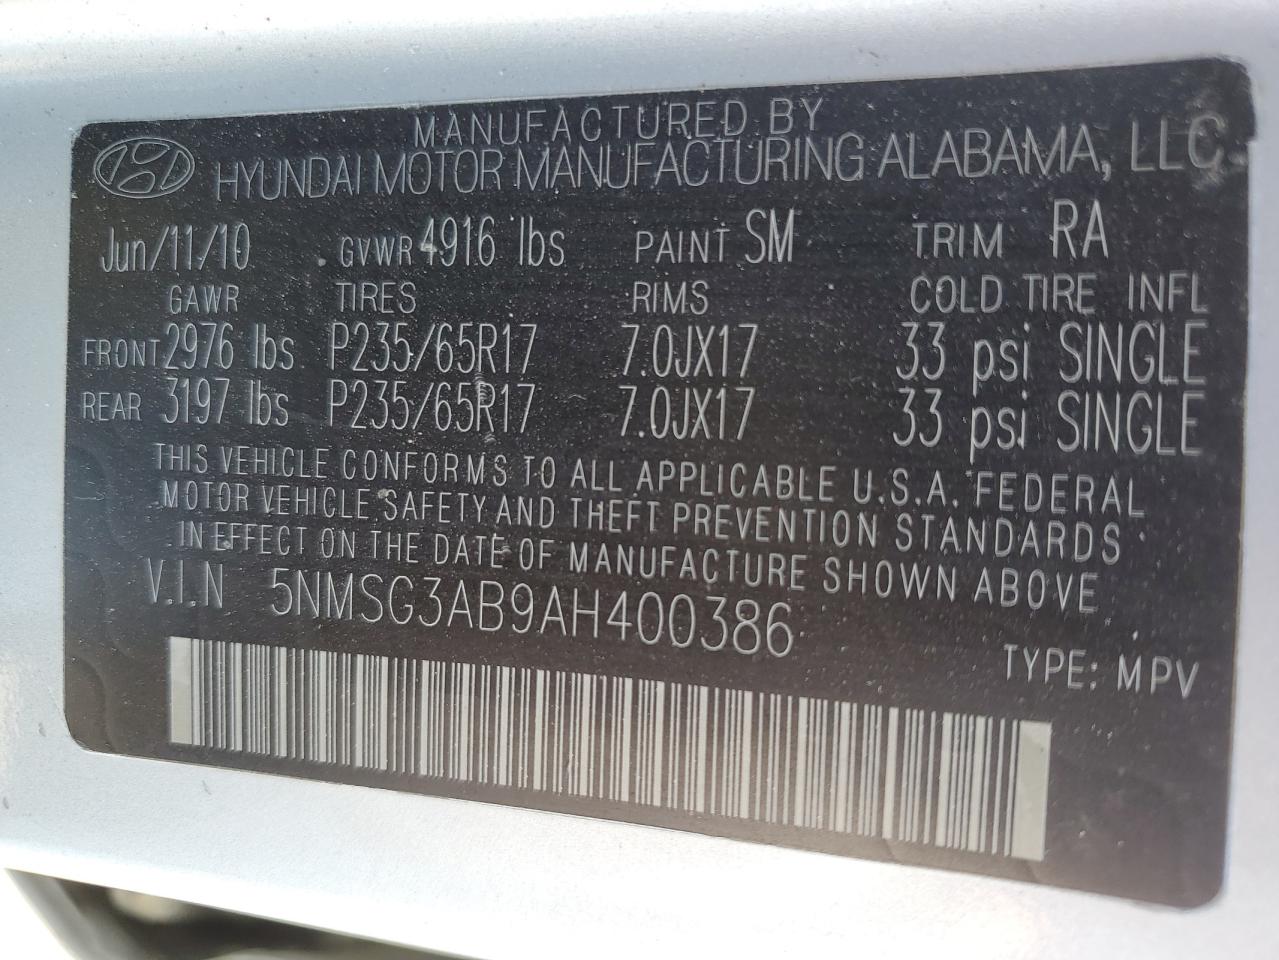 MANUFACTURED BY
HYUNDAI MOTOR MANUFACTURING ALABAMA, LLC
Jun/11/10 GVWR 4916 lbs PAINT SM TRIM RA
GAWR TIRES RIMS COLD TIRE INFL
FRONT 2976 lbs P235/65R17 7.0JX17 33 psi SINGLE
REAR 3197 lbs P235/65R17 7.0JX17 33 psi SINGLE
THIS VEHICLE CONFORMS TO ALL APPLICABLE U.S.A. FEDERAL
MOTOR VEHICLE SAFETY AND THEFT PREVENTION STANDARDS
IN EFFECT ON THE DATE OF MANUFACTURE SHOWN ABOVE
V.I.N 5NMSG3AB9AH400386
TYPE: MPV